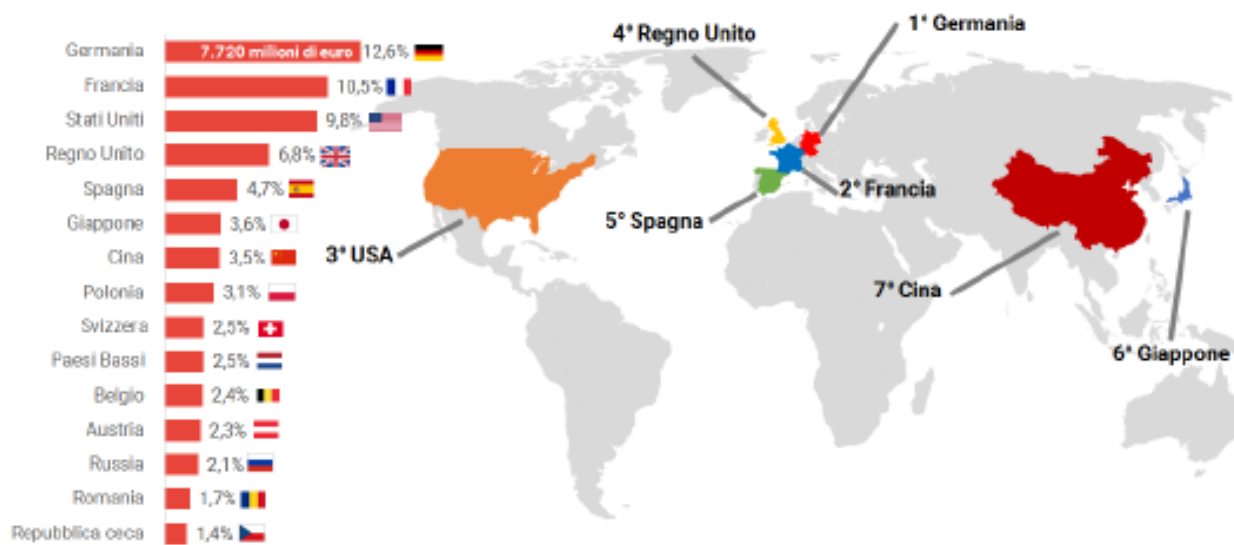 Germania 7.720 milioni di euro 12,6%
Francia 10,5%
Stati Uniti 9,8%
Regno Unito 6,8%
Spagna 4,7%
Giappone 3,6%
Cina 3,5%
Polonia 3,1%
Svizzera 2,5%
Paesi Bassi 2,5%
Belgio 2,4%
Austria 2,3%
Russia 2,1%
Romania 1,7%
Repubblica ceca 1,4%
4° Regno Unito
1° Germania
2° Francia
5° Spagna
3° USA
7° Cina
6° Giappone